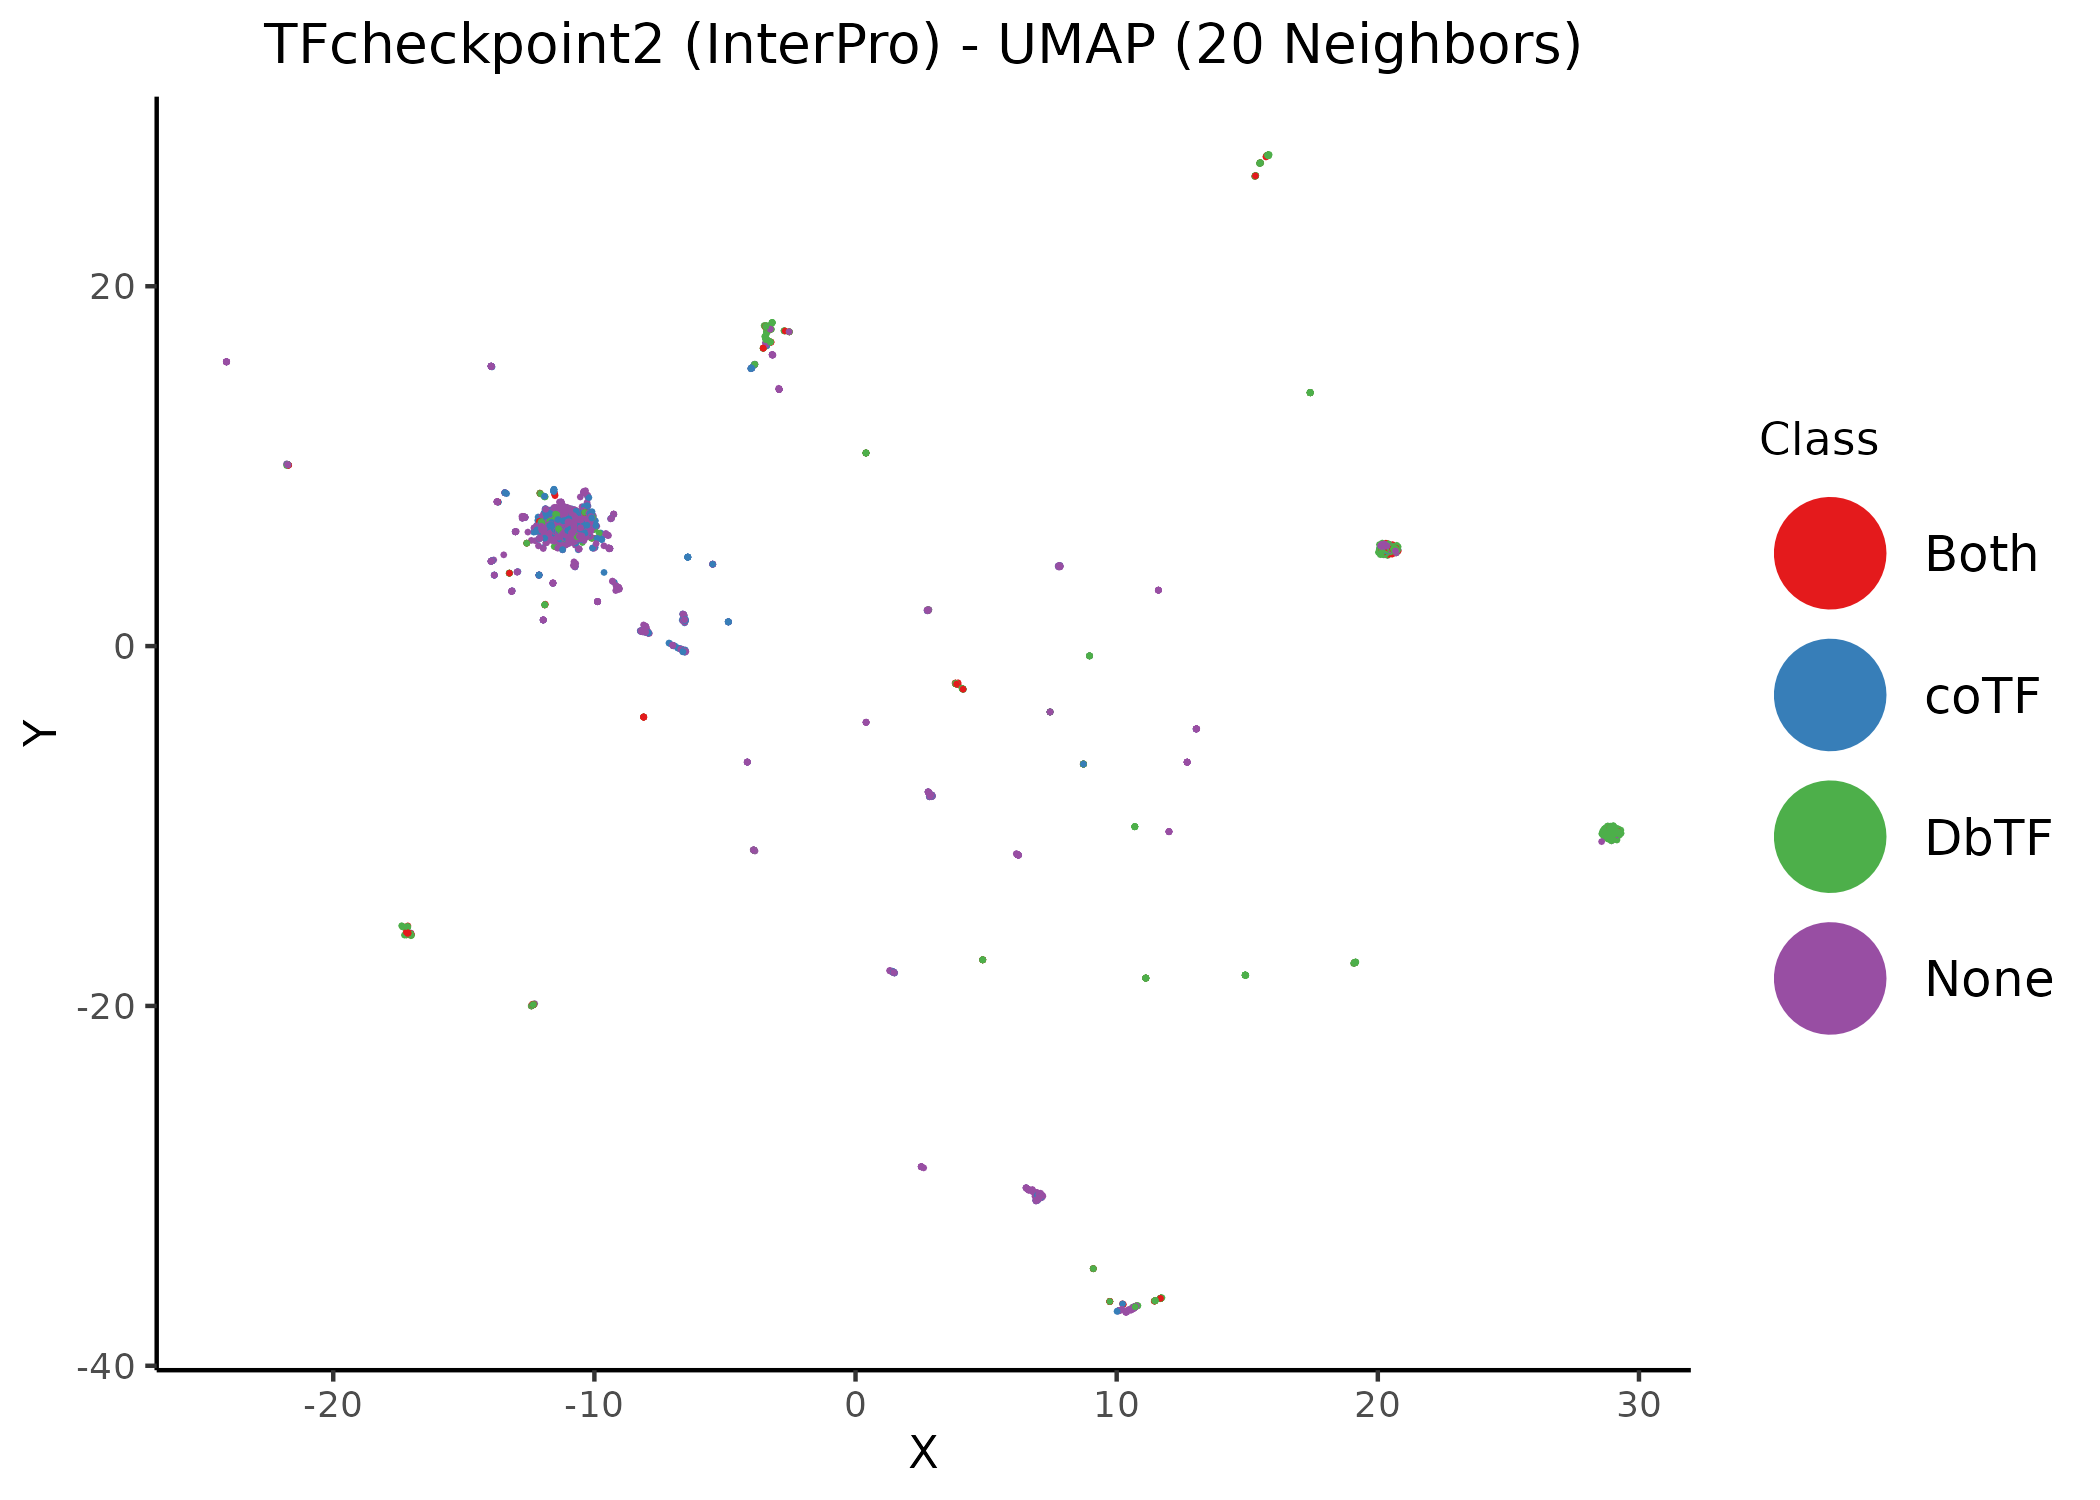 TFcheckpoint2 (InterPro) - UMAP (20 Neighbors)
20
0
-20
-40
Y
-20
-10
0
10
20
30
X
Class
Both
coTF
DbTF
None